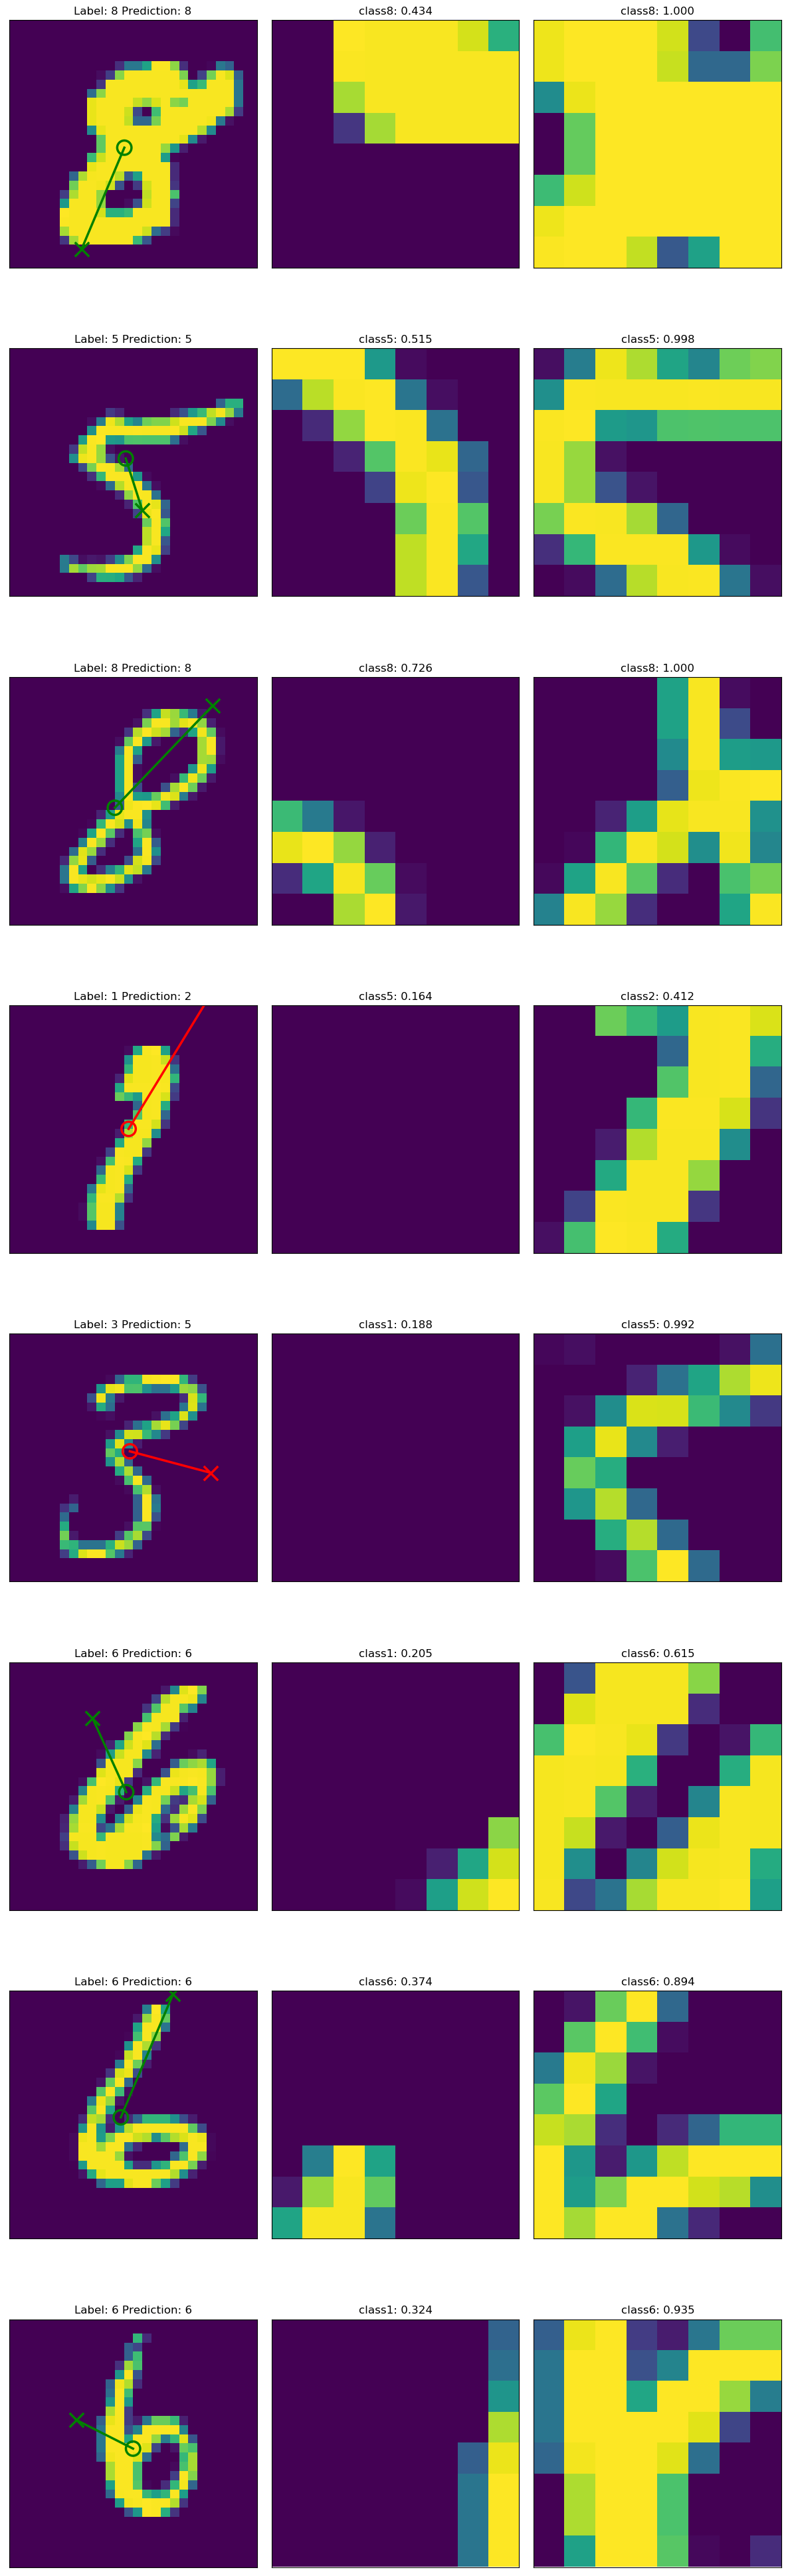 Label: 8 Prediction: 8 class8: 0.434 class8: 1.000
Label: 5 Prediction: 5 class5: 0.515 class5: 0.998
Label: 8 Prediction: 8 class8: 0.726 class8: 1.000
Label: 1 Prediction: 2 class5: 0.164 class2: 0.412
Label: 3 Prediction: 5 class1: 0.188 class5: 0.992
Label: 6 Prediction: 6 class1: 0.205 class6: 0.615
Label: 6 Prediction: 6 class6: 0.374 class6: 0.894
Label: 6 Prediction: 6 class1: 0.324 class6: 0.935